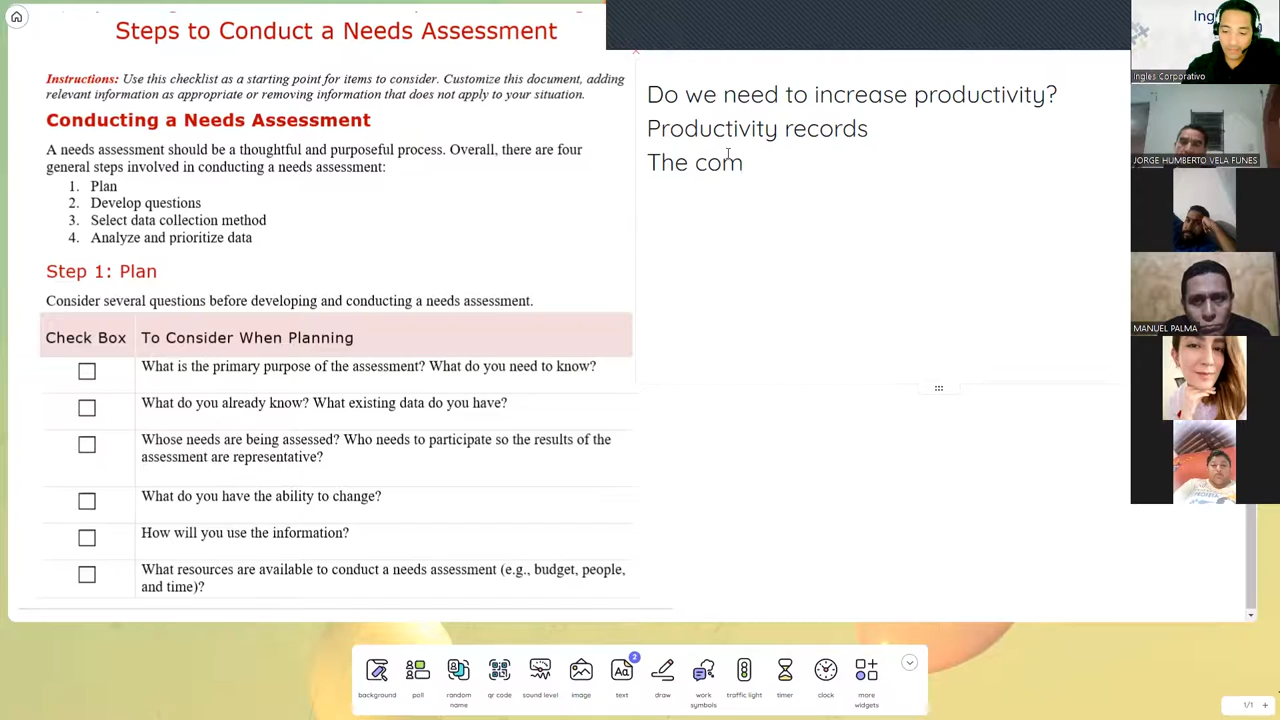 Steps to Conduct a Needs Assessment
Instructions: Use this checklist as a starting point for items to consider. Customize this document, adding
relevant information as appropriate or removing information that does not apply to your situation.
Conducting a Needs Assessment
A needs assessment should be a thoughtful and purposeful process. Overall, there are four
general steps involved in conducting a needs assessment:
1. Plan
2. Develop questions
3. Select data collection method
4. Analyze and prioritize data
Step 1: Plan
Consider several questions before developing and conducting a needs assessment.
Check Box To Consider When Planning
What is the primary purpose of the assessment? What do you need to know?
What do you already know? What existing data do you have?
Whose needs are being assessed? Who needs to participate so the results of the
assessment are representative?
What do you have the ability to change?
How will you use the information?
What resources are available to conduct a needs assessment (e.g., budget, people,
and time)?
Do we need to increase productivity?
Productivity records
The com
Ingles Corporativo
JORGE HUMBERTO VELA FUNES
MANUEL PALMA
background
poll
random
name
qr code
sound level
image
2
text
draw
work
symbols
traffic light
timer
clock
more
widgets
1/1